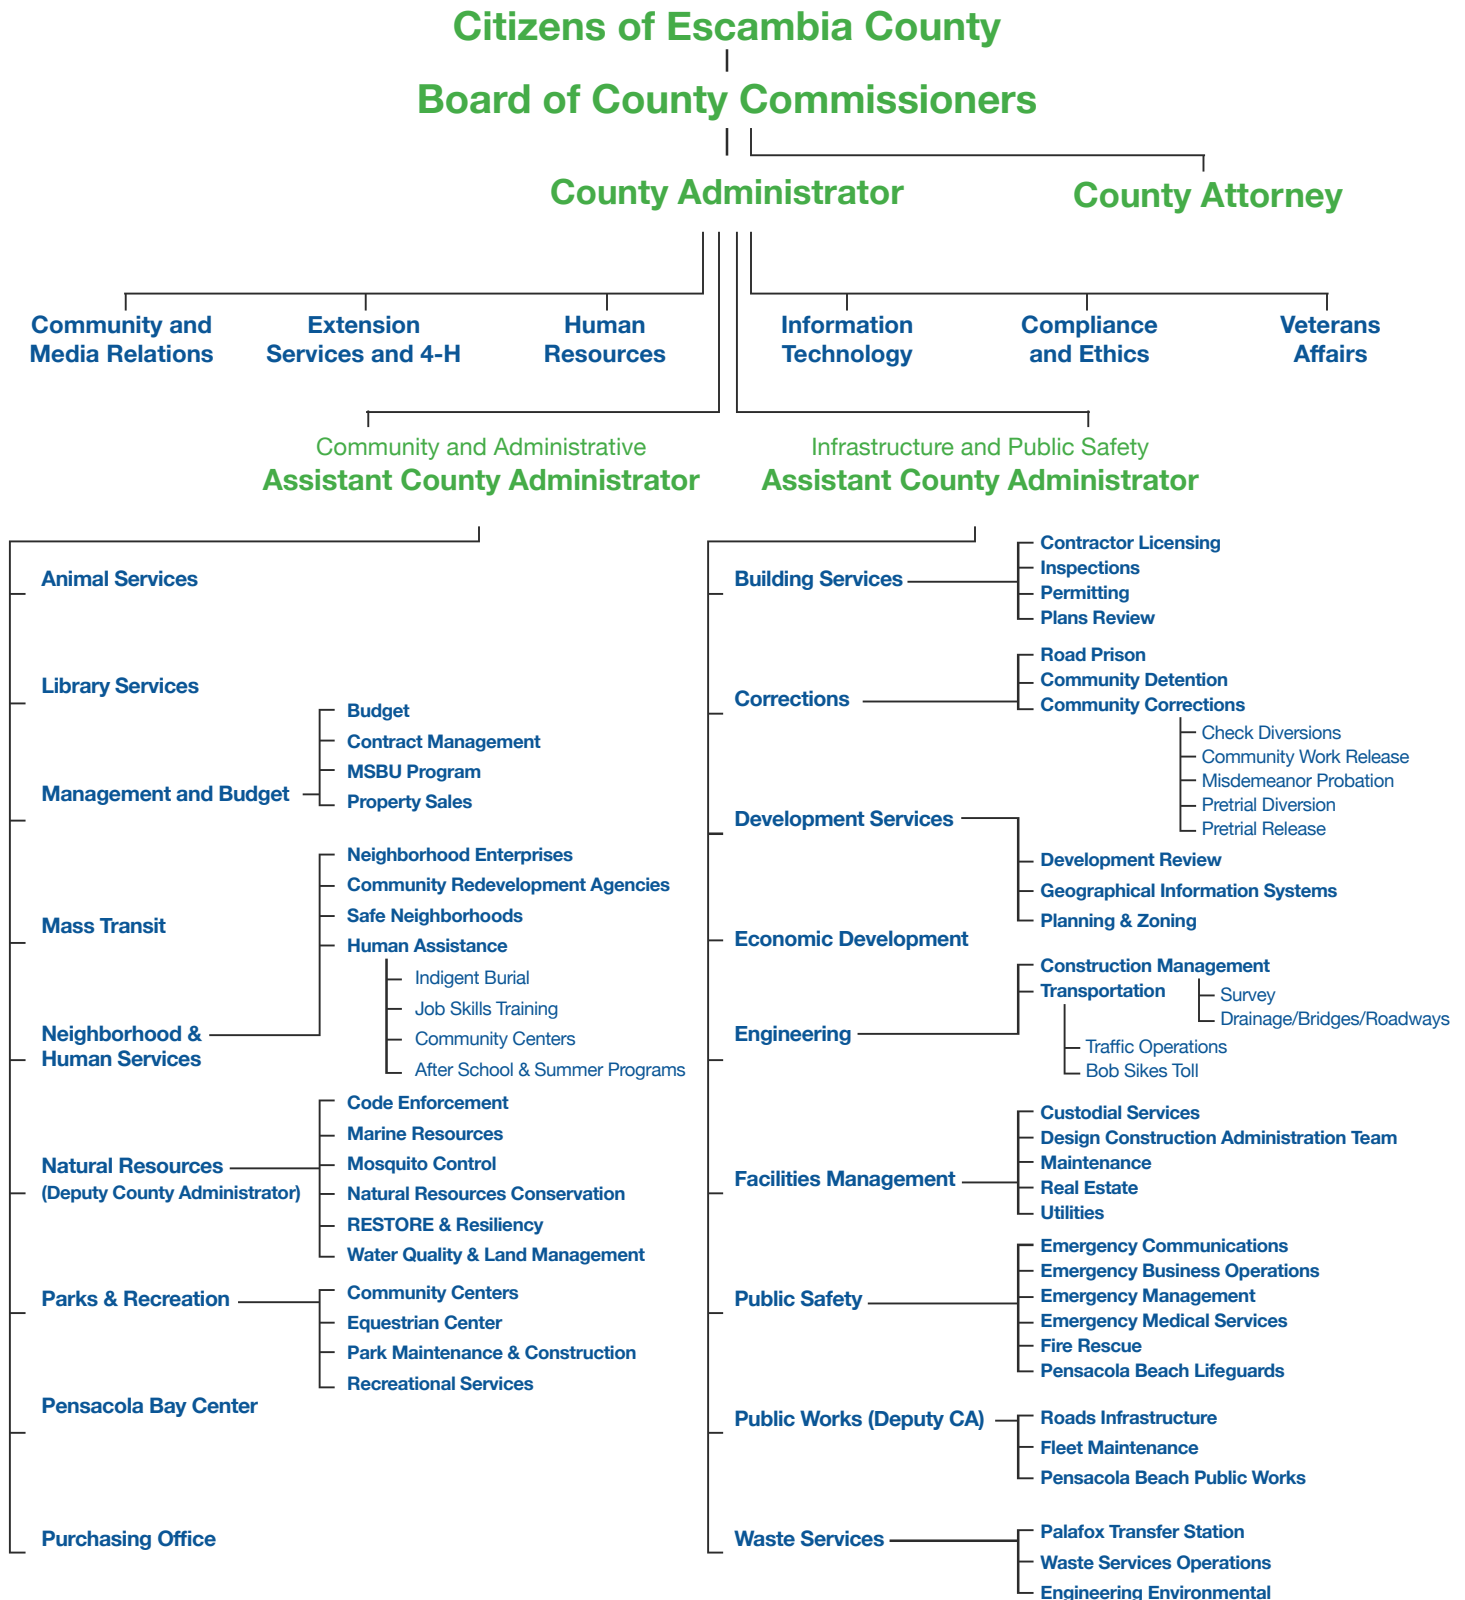 Citizens of Escambia County
Board of County Commissioners
County Administrator
County Attorney
Community and
Media Relations
Extension
Services and 4-H
Human
Resources
Information
Technology
Compliance
and Ethics
Veterans
Affairs
Community and Administrative
Assistant County Administrator
Infrastructure and Public Safety
Assistant County Administrator
Animal Services
Library Services
Management and Budget
Budget
Contract Management
MSBU Program
Property Sales
Mass Transit
Neighborhood &
Human Services
Neighborhood Enterprises
Community Redevelopment Agencies
Safe Neighborhoods
Human Assistance
Indigent Burial
Job Skills Training
Community Centers
After School & Summer Programs
Natural Resources
(Deputy County Administrator)
Code Enforcement
Marine Resources
Mosquito Control
Natural Resources Conservation
RESTORE & Resiliency
Water Quality & Land Management
Parks & Recreation
Community Centers
Equestrian Center
Park Maintenance & Construction
Recreational Services
Pensacola Bay Center
Purchasing Office
Building Services
Contractor Licensing
Inspections
Permitting
Plans Review
Corrections
Road Prison
Community Detention
Community Corrections
Check Diversions
Community Work Release
Misdemeanor Probation
Pretrial Diversion
Pretrial Release
Development Services
Development Review
Geographical Information Systems
Planning & Zoning
Economic Development
Engineering
Construction Management
Survey
Drainage/Bridges/Roadways
Transportation
Traffic Operations
Bob Sikes Toll
Facilities Management
Custodial Services
Design Construction Administration Team
Maintenance
Real Estate
Utilities
Public Safety
Emergency Communications
Emergency Business Operations
Emergency Management
Emergency Medical Services
Fire Rescue
Pensacola Beach Lifeguards
Public Works (Deputy CA)
Roads Infrastructure
Fleet Maintenance
Pensacola Beach Public Works
Waste Services
Palafox Transfer Station
Waste Services Operations
Engineering Environmental